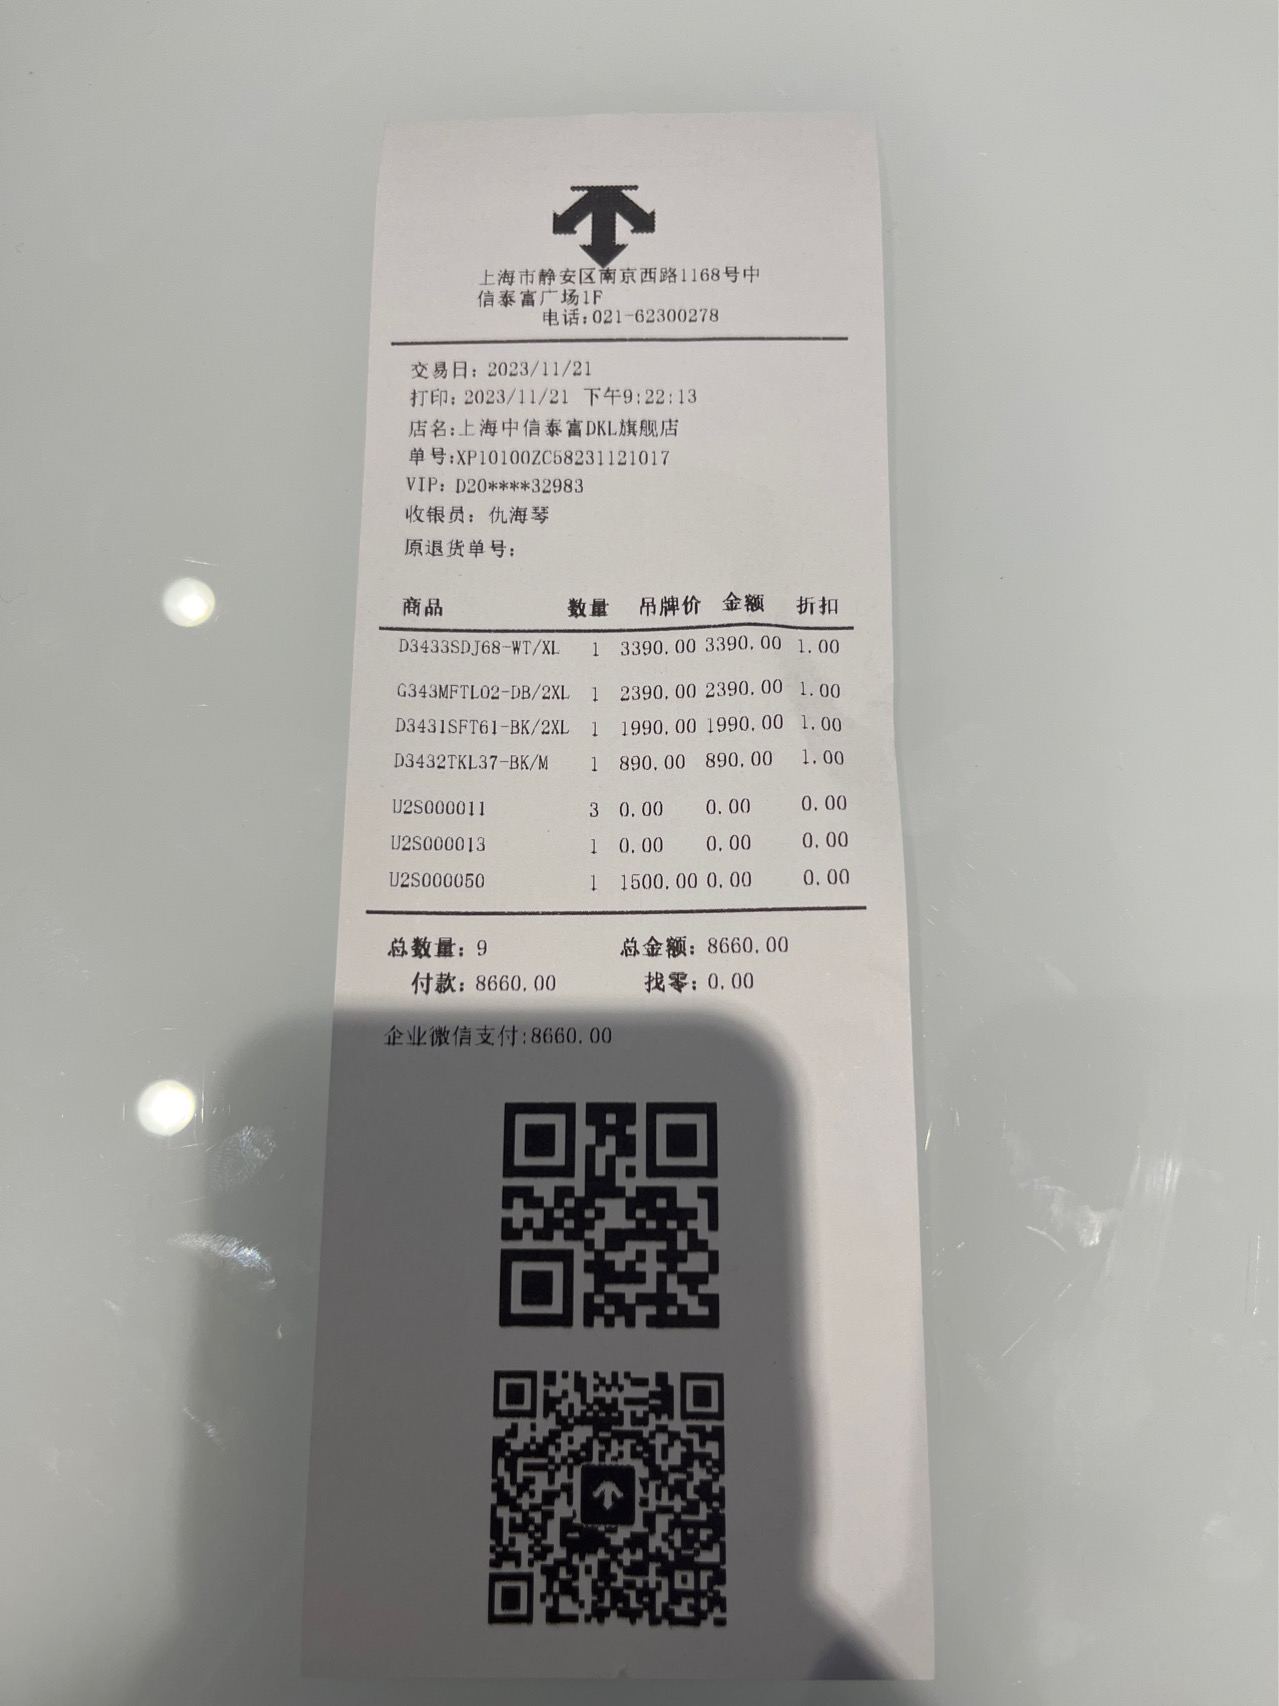 上海市静安区南京西路1168号中
信泰富广场1F
电话:021-62300278
交易日: 2023/11/21
打印: 2023/11/21 下午9:22:13
店名:上海中信泰富DKL旗舰店
单号:XP10100ZC58231121017
VIP: D20****32983
收银员: 仇海琴
原退货单号:
商品 数量 吊牌价 金额 折扣
D3433SDJ68-WT/XL 1 3390.00 3390.00 1.00
G343MFTL02-DB/2XL 1 2390.00 2390.00 1.00
D3431SFT61-BK/2XL 1 1990.00 1990.00 1.00
D3432TKL37-BK/M 1 890.00 890.00 1.00
U2S000011 3 0.00 0.00 0.00
U2S000013 1 0.00 0.00 0.00
U2S000050 1 1500.00 0.00 0.00
总数量: 9 总金额: 8660.00
付款: 8660.00 找零: 0.00
企业微信支付:8660.00